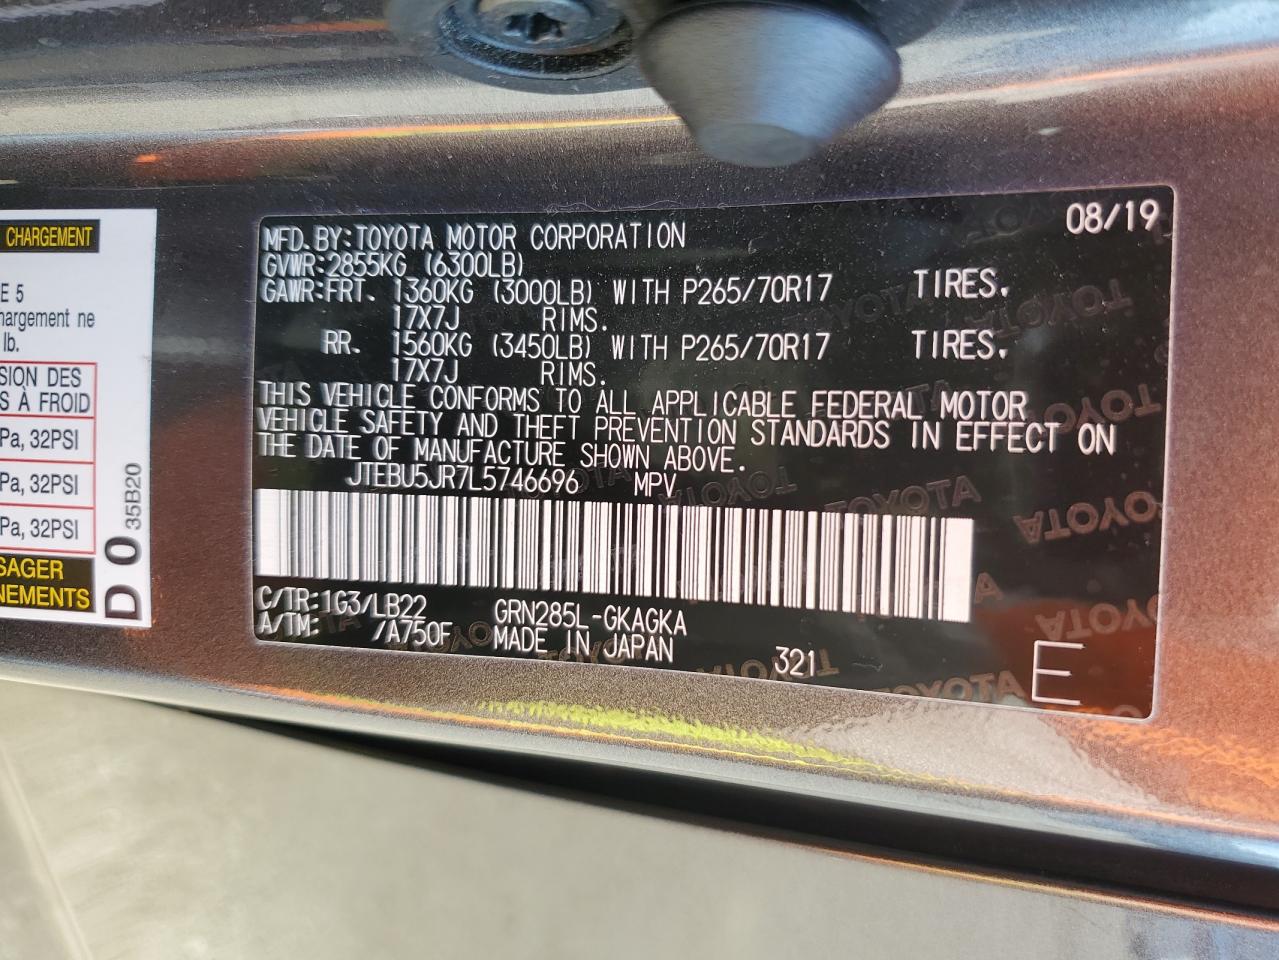 CHARGEMENT
E 5
hargement ne
lb.
SION DES
S À FROID
Pa, 32PSI
Pa, 32PSI
Pa, 32PSI
SAGER
NEMENTS
D 0 35B20
08/19
MFD.BY:TOYOTA MOTOR CORPORATION
GVWR:2855KG (6300LB)
GAWR:FRT. 1360KG (3000LB) WITH P265/70R17 TIRES.
17X7J RIMS.
RR. 1560KG (3450LB) WITH P265/70R17 TIRES.
17X7J RIMS.
THIS VEHICLE CONFORMS TO ALL APPLICABLE FEDERAL MOTOR
VEHICLE SAFETY AND THEFT PREVENTION STANDARDS IN EFFECT ON
THE DATE OF MANUFACTURE SHOWN ABOVE.
JTEBU5JR7L5746696 MPV
C/TR:1G3/LB22 GRN285L-GKAGKA
A/TM: /A750F MADE IN JAPAN 321
E